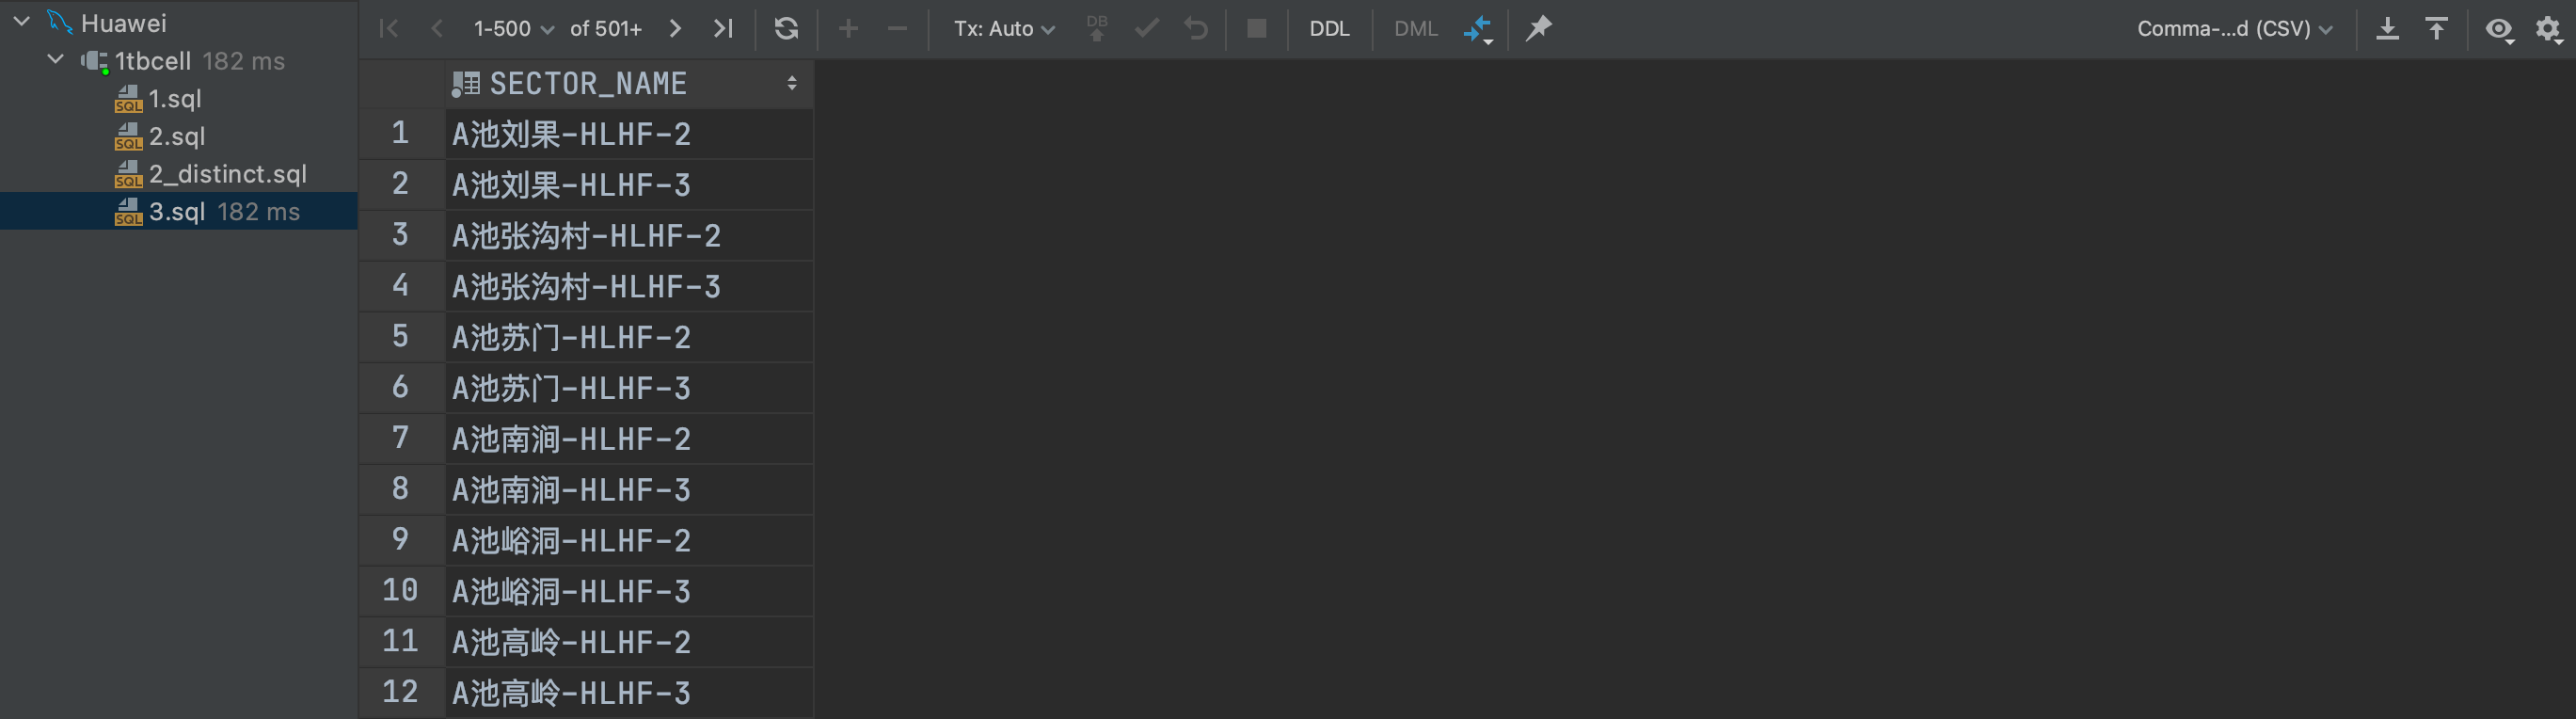 Huawei
1tbcell 182 ms
1.sql
2.sql
2_distinct.sql
3.sql 182 ms
1-500 of 501+ Tx: Auto DB DDL DML Comma-...d (CSV)
SECTOR_NAME
1 A池刘果-HLHF-2
2 A池刘果-HLHF-3
3 A池张沟村-HLHF-2
4 A池张沟村-HLHF-3
5 A池苏门-HLHF-2
6 A池苏门-HLHF-3
7 A池南涧-HLHF-2
8 A池南涧-HLHF-3
9 A池峪洞-HLHF-2
10 A池峪洞-HLHF-3
11 A池高岭-HLHF-2
12 A池高岭-HLHF-3